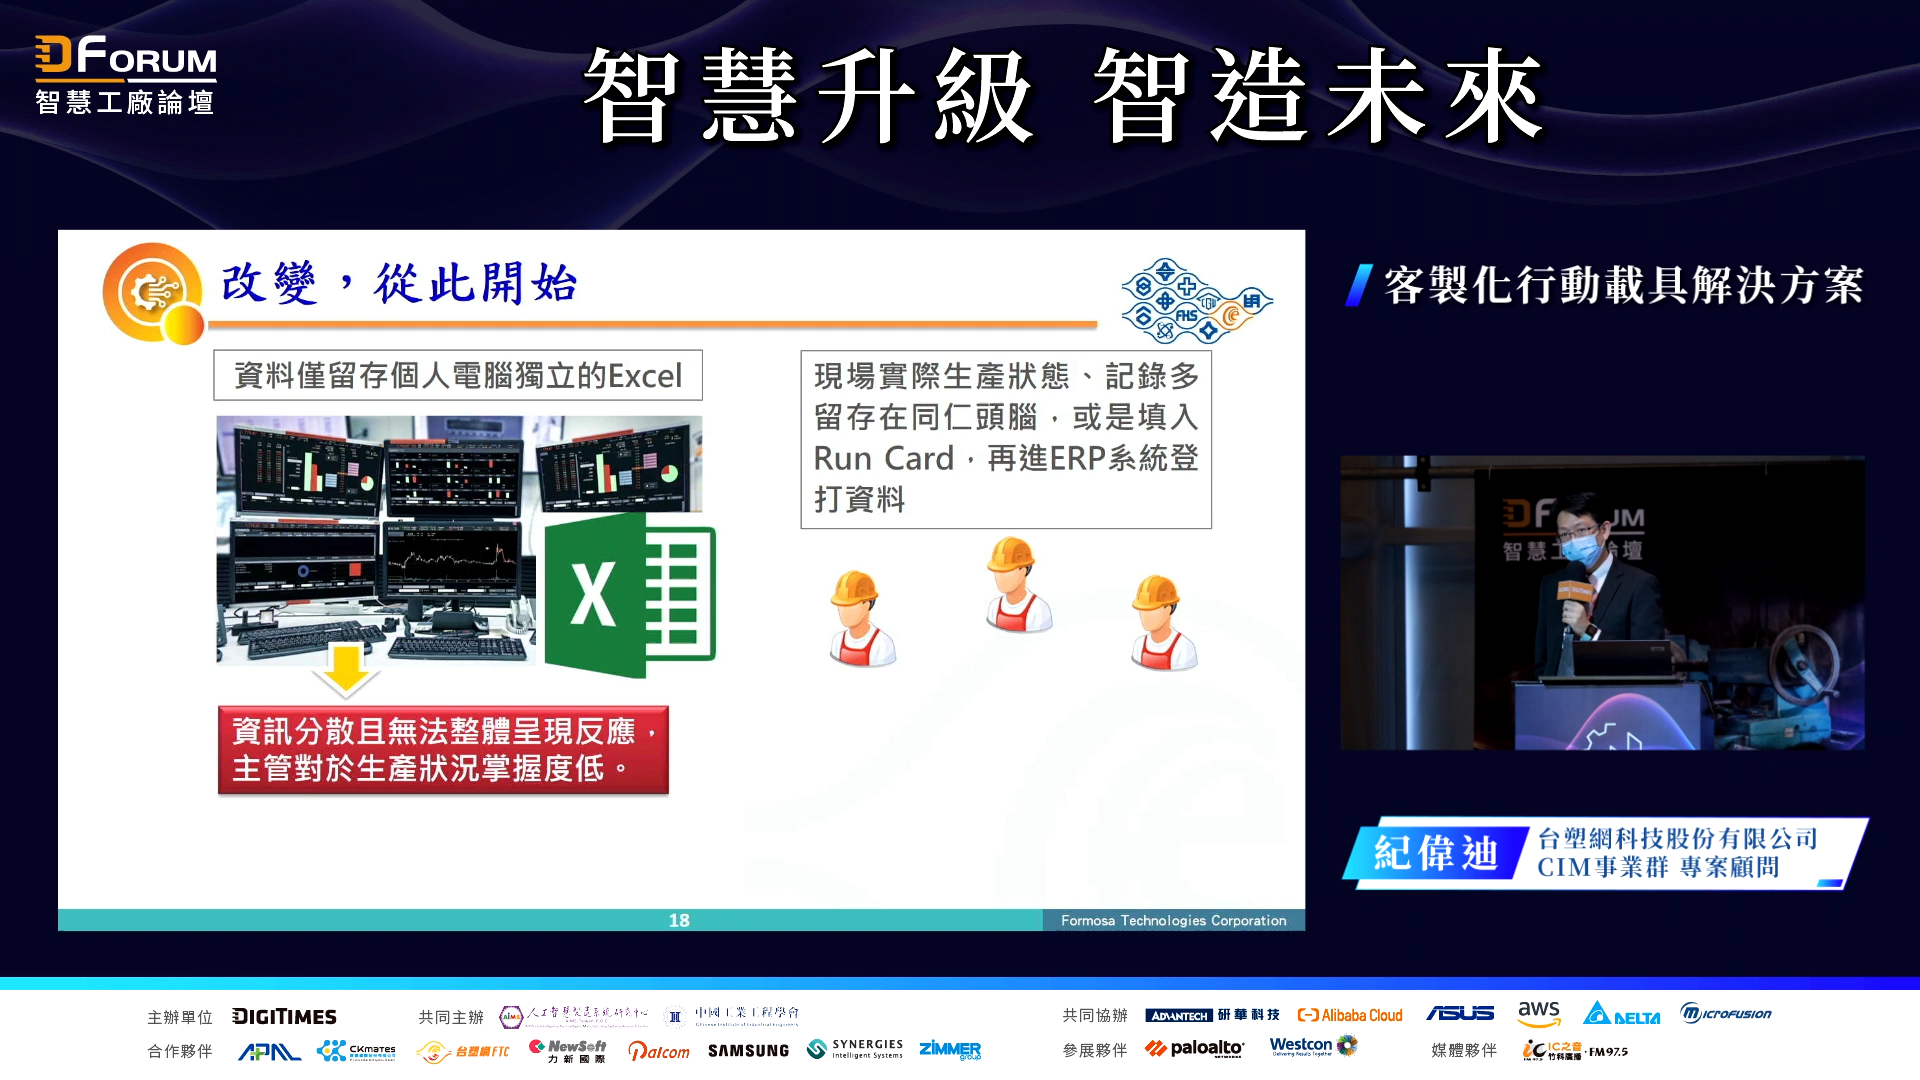 DFORUM
智慧工廠論壇
智慧升級 智造未來
改變，從此開始
資料僅留存個人電腦獨立的Excel
X
資訊分散且無法整體呈現反應，
主管對於生產狀況掌握度低。
現場實際生產狀態、記錄多
留存在同仁頭腦，或是填入
Run Card，再進ERP系統登
打資料
FHS
18
Formosa Technologies Corporation
客製化行動載具解決方案
紀偉迪
台塑網科技股份有限公司
CIM事業群 專案顧問
主辦單位 DIGITIMES 共同主辦 AIMS 人工智慧製造系統研究中心 中國工業工程學會
共同協辦 ADVANTECH 研華科技 Alibaba Cloud ASUS aws DELTA MICROFUSION
合作夥伴 APAL CKmates 台塑網FTC NewSoft 力新國際 Patcom SAMSUNG SYNERGIES Intelligent Systems ZIMMER group
參展夥伴 paloalto NETWORKS Westcon 媒體夥伴 iC IC之音 竹科廣播 FM97.5